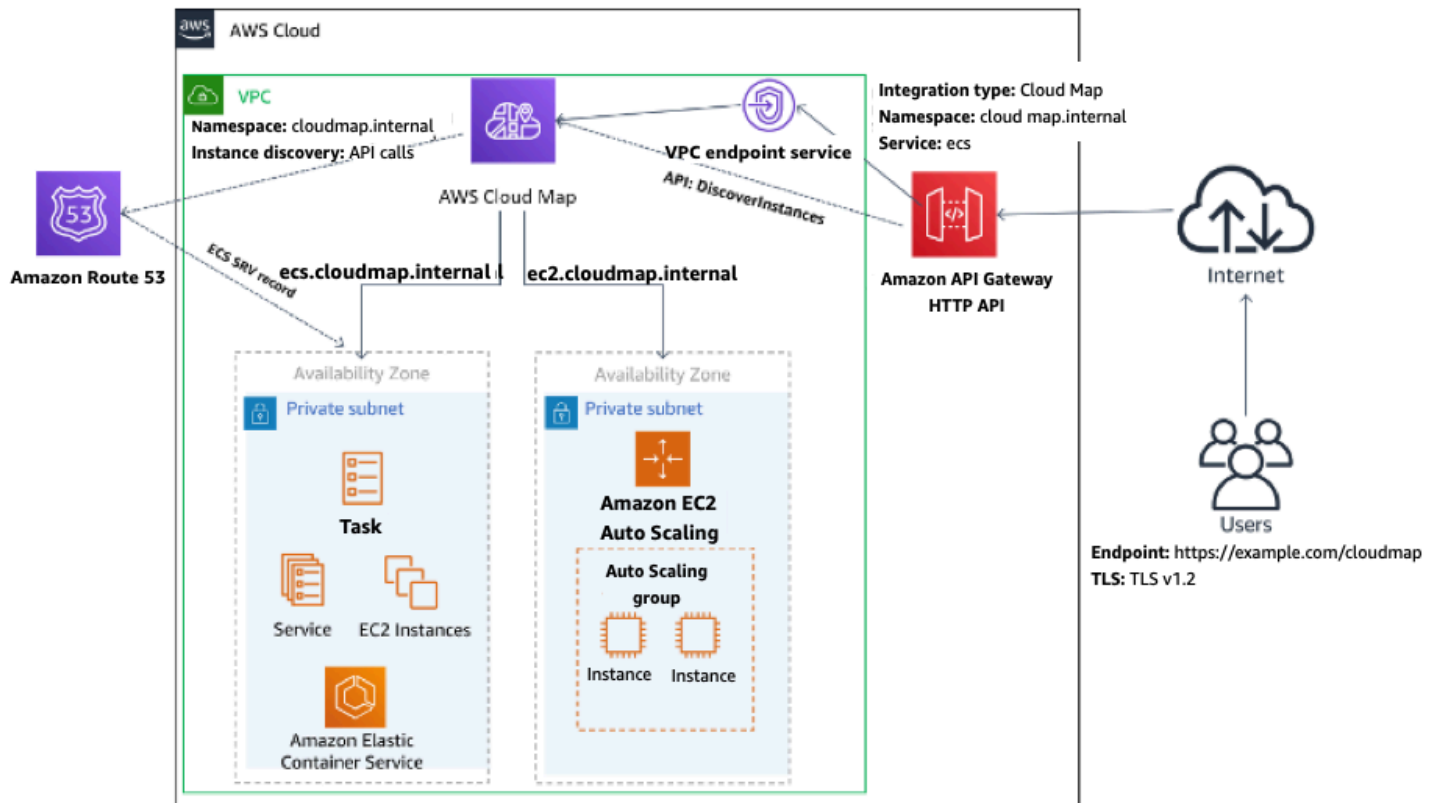 aws
AWS Cloud
VPC
Namespace: cloudmap.internal
Instance discovery: API calls
AWS Cloud Map
VPC endpoint service
API: DiscoverInstances
Integration type: Cloud Map
Namespace: cloud map.internal
Service: ecs
53
Amazon Route 53
ECS SRV record
ecs.cloudmap.internal
ec2.cloudmap.internal
</>
Amazon API Gateway
HTTP API
Internet
Availability Zone
Private subnet
Task
Service
EC2 Instances
Amazon Elastic
Container Service
Availability Zone
Private subnet
Amazon EC2
Auto Scaling
Auto Scaling
group
Instance
Instance
Users
Endpoint: https://example.com/cloudmap
TLS: TLS v1.2